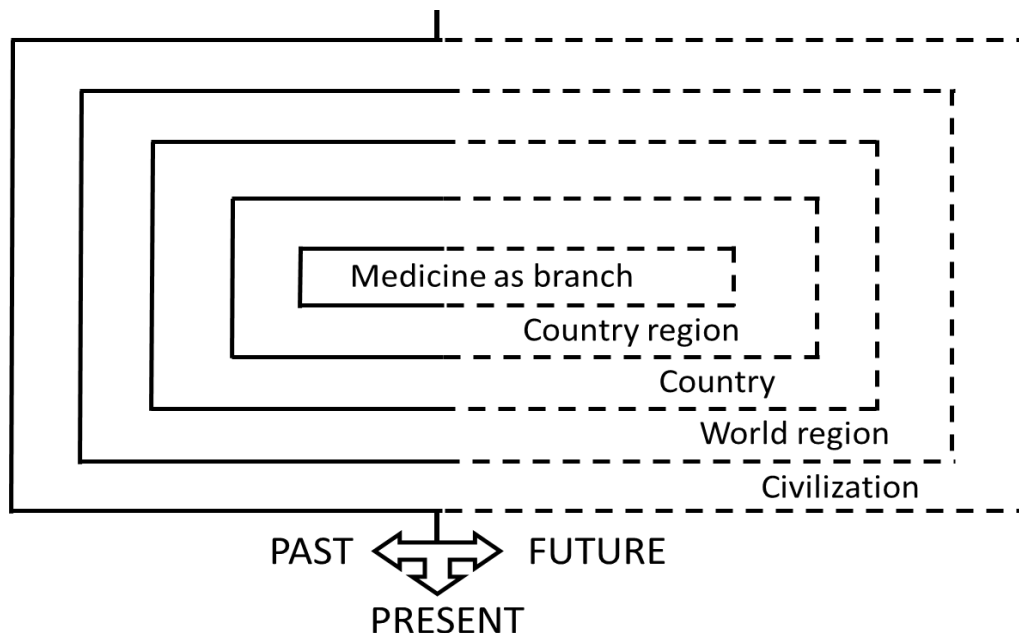 Medicine as branch
Country region
Country
World region
Civilization
PAST FUTURE
PRESENT